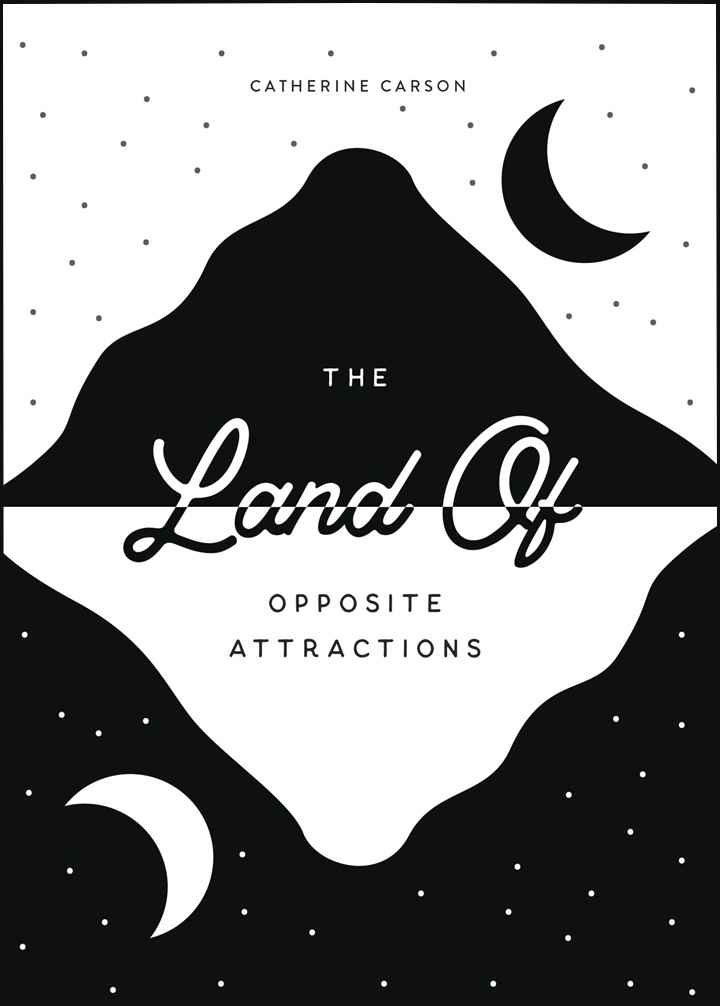 CATHERINE CARSON
THE
Land Of
OPPOSITE
ATTRACTIONS